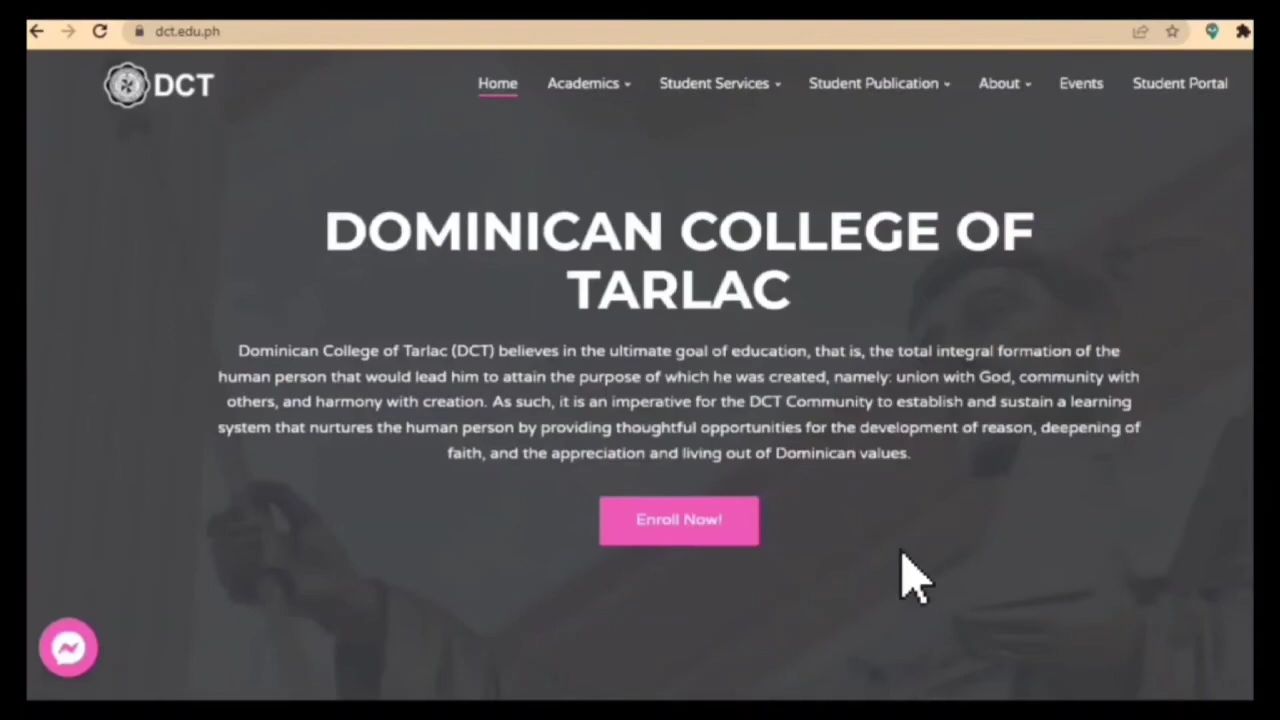 dct.edu.ph
DCT
Home Academics Student Services Student Publication About Events Student Portal
DOMINICAN COLLEGE OF
TARLAC
Dominican College of Tarlac (DCT) believes in the ultimate goal of education, that is, the total integral formation of the
human person that would lead him to attain the purpose of which he was created, namely: union with God, community with
others, and harmony with creation. As such, it is an imperative for the DCT Community to establish and sustain a learning
system that nurtures the human person by providing thoughtful opportunities for the development of reason, deepening of
faith, and the appreciation and living out of Dominican values.
Enroll Now!